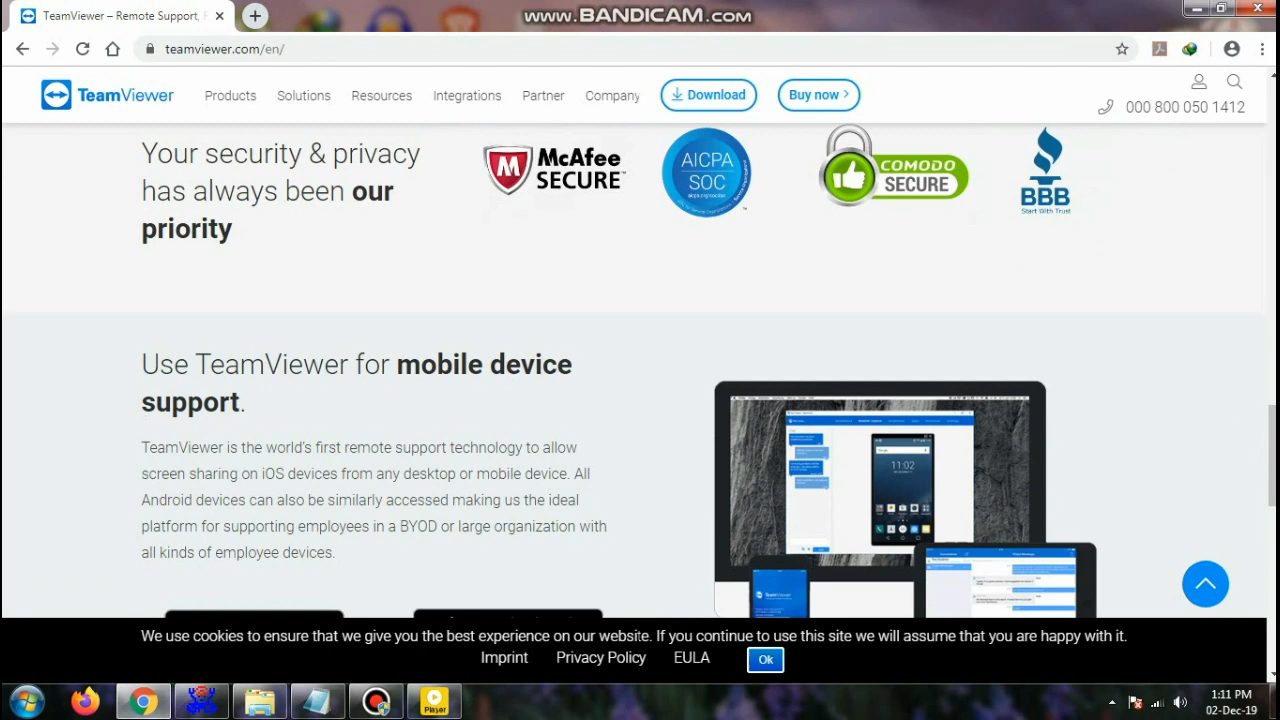 TeamViewer – Remote Support,
www.BANDICAM.com
teamviewer.com/en/
TeamViewer
Products
Solutions
Resources
Integrations
Partner
Company
Download
Buy now
000 800 050 1412
Your security & privacy
has always been our
priority
McAfee
SECURE
AICPA
SOC
COMODO
SECURE
BBB
Start With Trust
Use TeamViewer for mobile device
support.
TeamViewer is the world's first remote support technology to allow
screen sharing on iOS devices from any desktop or mobile device. All
Android devices can also be similarly accessed making us the ideal
platform for supporting employees in a BYOD or large organization with
all kinds of employee devices.
11:02
TeamViewer
We use cookies to ensure that we give you the best experience on our website. If you continue to use this site we will assume that you are happy with it.
Imprint
Privacy Policy
EULA
Ok
Player
1:11 PM
02-Dec-19